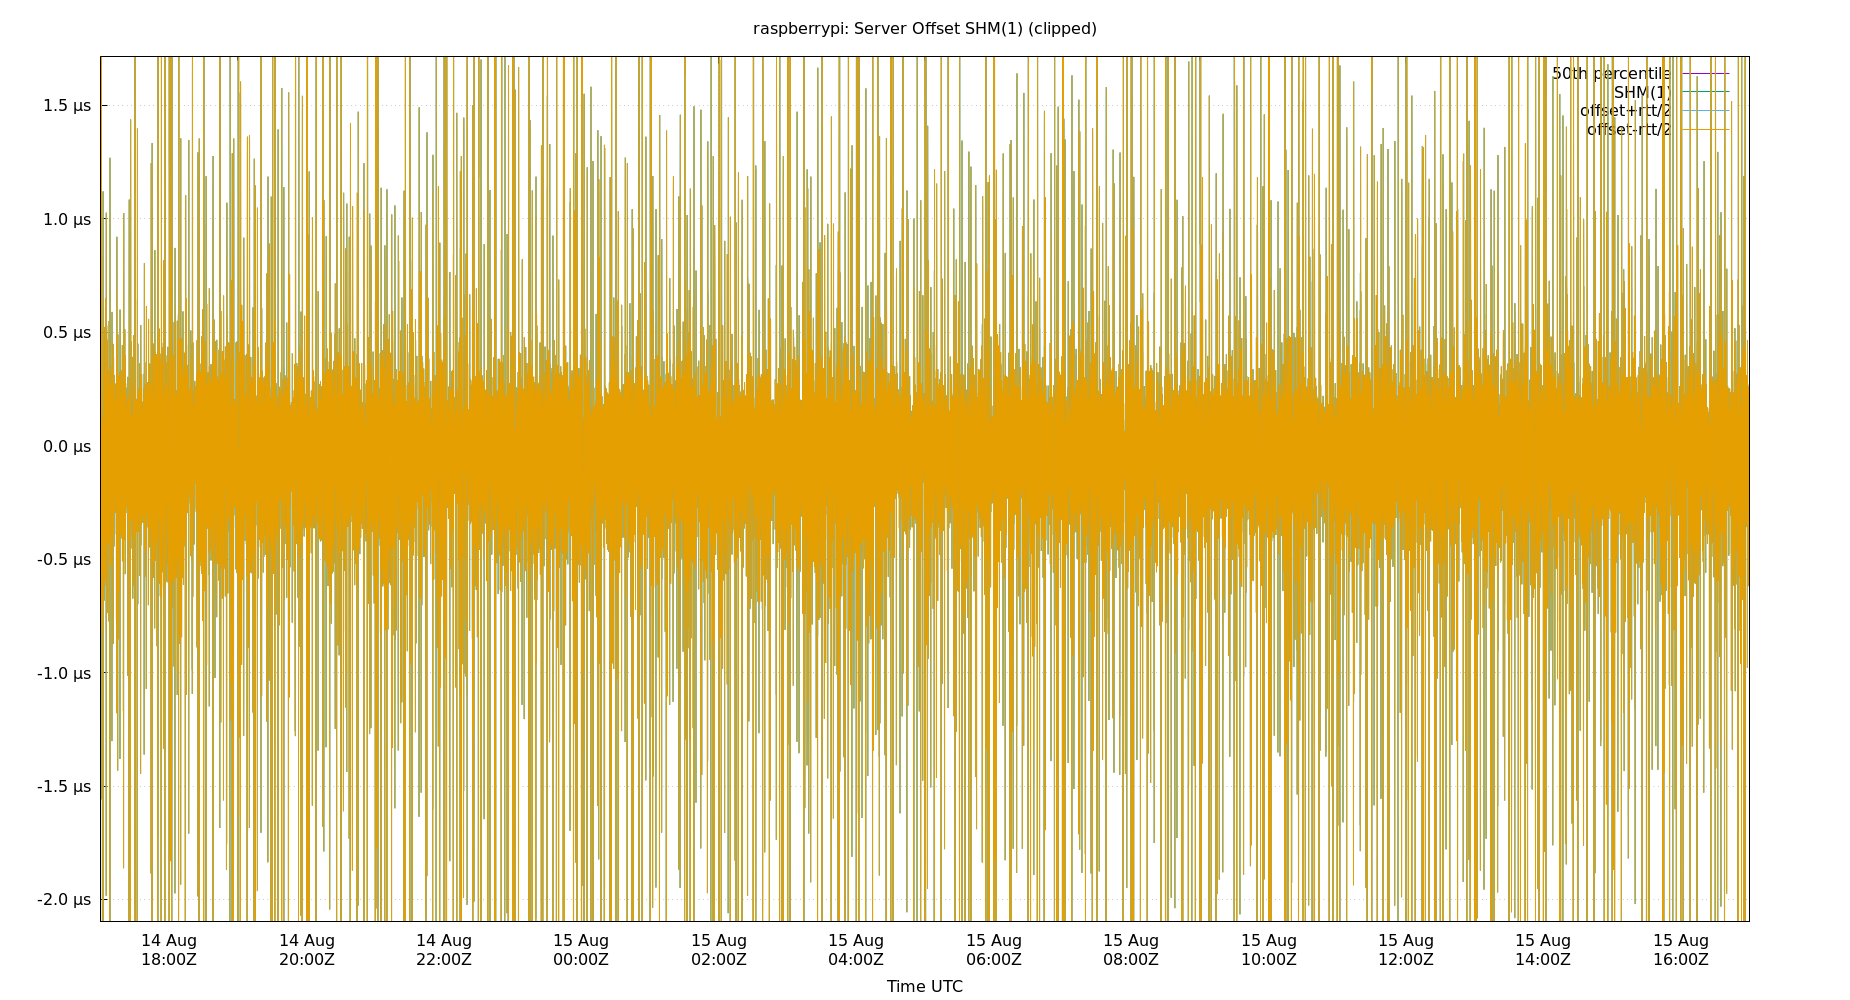 raspberrypi: Server Offset SHM(1) (clipped)
50th percentile
SHM(1)
offset+rtt/2
offset-rtt/2
1.5 µs
1.0 µs
0.5 µs
0.0 µs
-0.5 µs
-1.0 µs
-1.5 µs
-2.0 µs
14 Aug 14 Aug 14 Aug 15 Aug 15 Aug 15 Aug 15 Aug 15 Aug 15 Aug 15 Aug 15 Aug 15 Aug
18:00Z 20:00Z 22:00Z 00:00Z 02:00Z 04:00Z 06:00Z 08:00Z 10:00Z 12:00Z 14:00Z 16:00Z
Time UTC